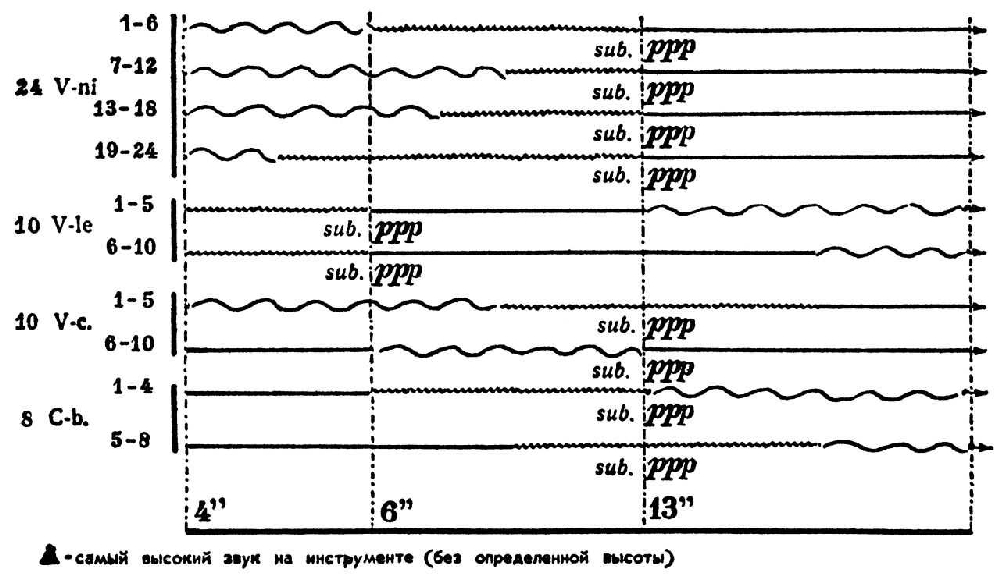 1-6
sub. ppp
7-12
24 V-ni
sub. ppp
13-18
sub. ppp
19-24
sub. ppp
1-5
10 V-le
sub. ppp
6-10
sub. ppp
1-5
10 V-c.
sub. ppp
6-10
sub. ppp
1-4
8 C-b.
sub. ppp
5-8
sub. ppp
4” 6” 13”
-самый высокий звук на инструменте (без определенной высоты)